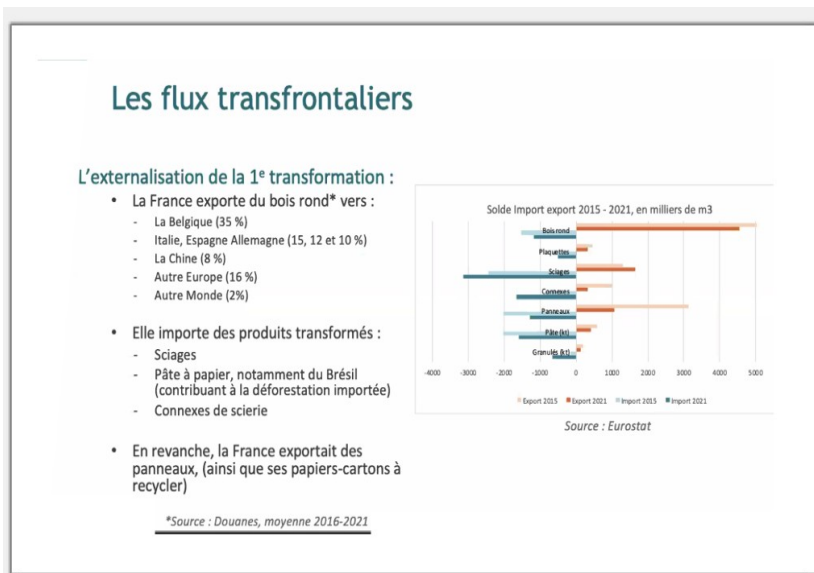 Les flux transfrontaliers
L'externalisation de la 1e transformation :
• La France exporte du bois rond* vers :
- La Belgique (35 %)
- Italie, Espagne Allemagne (15, 12 et 10 %)
- La Chine (8 %)
- Autre Europe (16 %)
- Autre Monde (2%)
• Elle importe des produits transformés :
- Sciages
- Pâte à papier, notamment du Brésil
(contribuant à la déforestation importée)
- Connexes de scierie
• En revanche, la France exportait des
panneaux, (ainsi que ses papiers-cartons à
recycler)
*Source : Douanes, moyenne 2016-2021
Solde Import export 2015 - 2021, en milliers de m3
Bois rond
Plaquettes
Sciages
Connexes
Panneaux
Pâte (kt)
Granulés (kt)
-4000 -3000 -2000 -1000 0 1000 2000 3000 4000 5000
Export 2015 Export 2021 Import 2015 Import 2021
Source : Eurostat